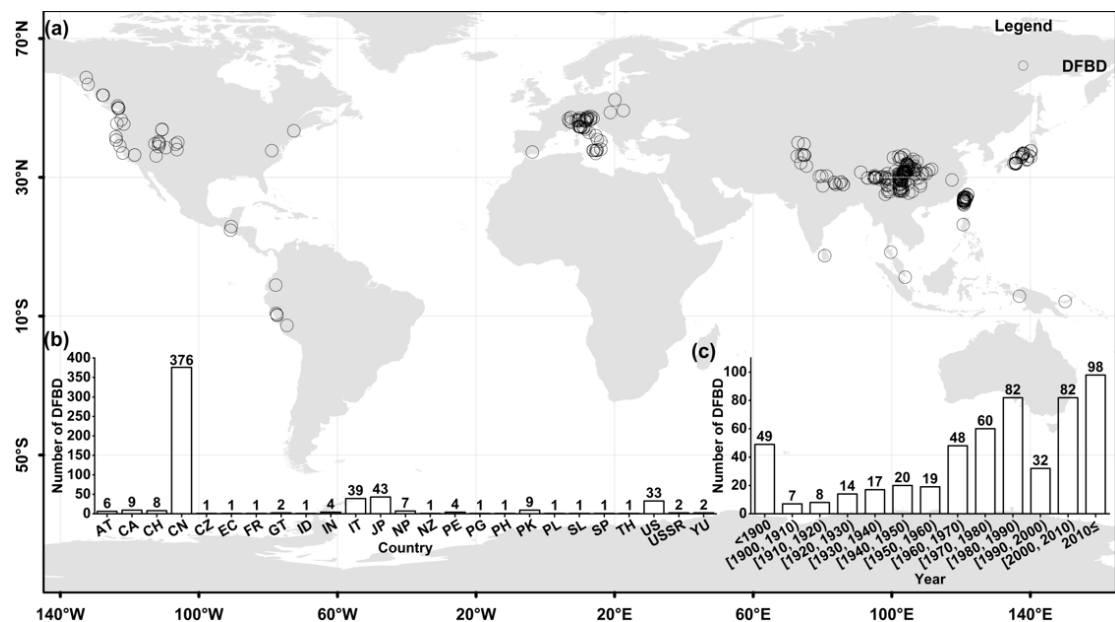 (a)
Legend
DFBD
70°N
30°N
10°S
50°S
140°W
100°W
60°W
20°W
20°E
60°E
100°E
140°E
(b)
Number of DFBD
400
350
300
250
200
150
100
50
0
6 9 8 376 1 1 1 2 1 4 39 43 7 1 4 1 1 9 1 1 1 1 33 2 2
AT CA CH CN CZ EC FR GT ID IN IT JP NP NZ PE PG PH PK PL SL SP TH US USSR YU
Country
(c)
Number of DFBD
100
80
60
40
20
0
49 7 8 14 17 20 19 48 60 82 32 82 98
<1900 [1900, 1910) [1910, 1920) [1920, 1930) [1930, 1940) [1940, 1950) [1950, 1960) [1960, 1970) [1970, 1980) [1980, 1990) [1990, 2000) [2000, 2010) 2010≤
Year